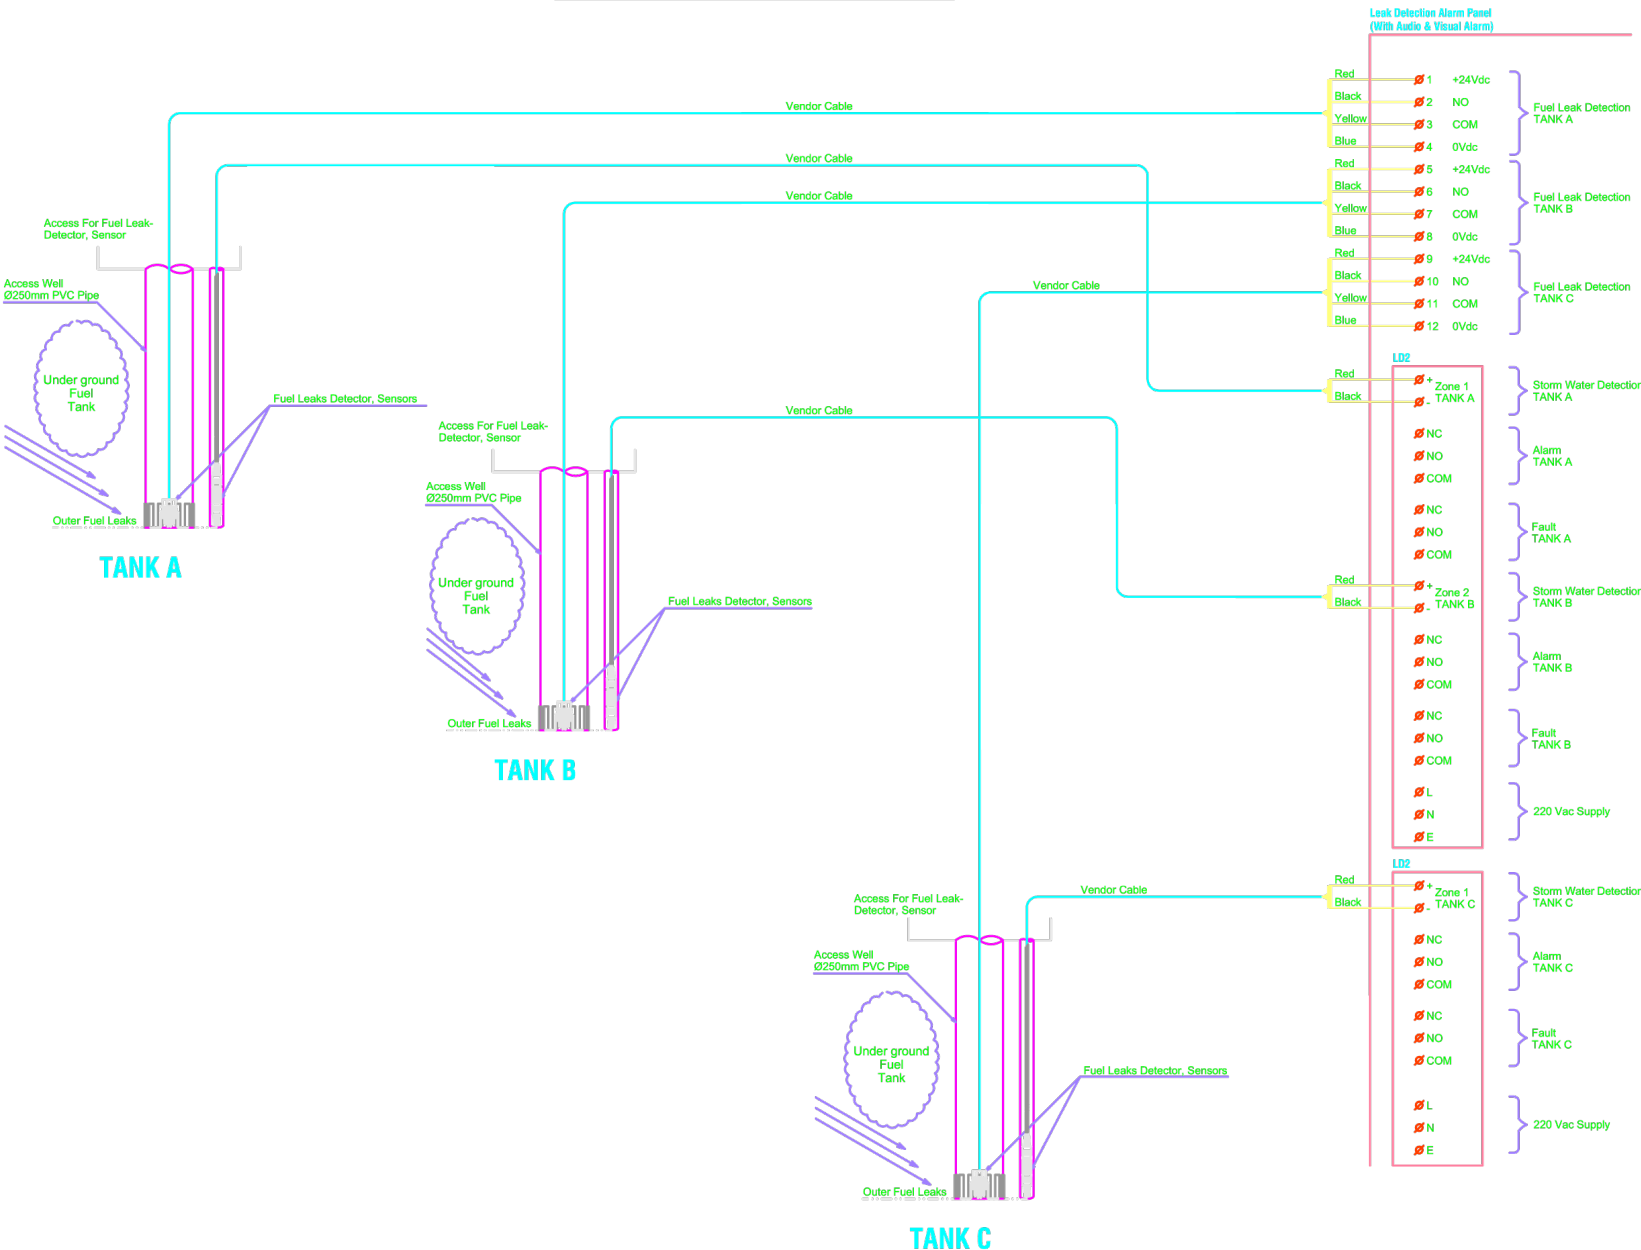 Leak Detection Alarm Panel
(With Audio & Visual Alarm)
Red
1 +24Vdc
Black
2 NO
Yellow
3 COM
Blue
4 0Vdc
Fuel Leak Detection
TANK A
Vendor Cable
Red
5 +24Vdc
Black
6 NO
Yellow
7 COM
Blue
8 0Vdc
Fuel Leak Detection
TANK B
Vendor Cable
Vendor Cable
Red
9 +24Vdc
Black
10 NO
Yellow
11 COM
Blue
12 0Vdc
Fuel Leak Detection
TANK C
Vendor Cable
Access For Fuel Leak-
Detector, Sensor
Access Well
Ø250mm PVC Pipe
Under ground
Fuel
Tank
Fuel Leaks Detector, Sensors
Outer Fuel Leaks
TANK A
Vendor Cable
Access For Fuel Leak-
Detector, Sensor
Access Well
Ø250mm PVC Pipe
Under ground
Fuel
Tank
Fuel Leaks Detector, Sensors
Outer Fuel Leaks
TANK B
LD2
Red
+
Black
-
Zone 1
TANK A
Storm Water Detection
TANK A
NC
NO
COM
Alarm
TANK A
NC
NO
COM
Fault
TANK A
Red
+
Black
-
Zone 2
TANK B
Storm Water Detection
TANK B
NC
NO
COM
Alarm
TANK B
NC
NO
COM
Fault
TANK B
L
N
E
220 Vac Supply
LD2
Vendor Cable
Red
+
Black
-
Zone 1
TANK C
Storm Water Detection
TANK C
NC
NO
COM
Alarm
TANK C
NC
NO
COM
Fault
TANK C
L
N
E
220 Vac Supply
Access For Fuel Leak-
Detector, Sensor
Access Well
Ø250mm PVC Pipe
Under ground
Fuel
Tank
Fuel Leaks Detector, Sensors
Outer Fuel Leaks
TANK C